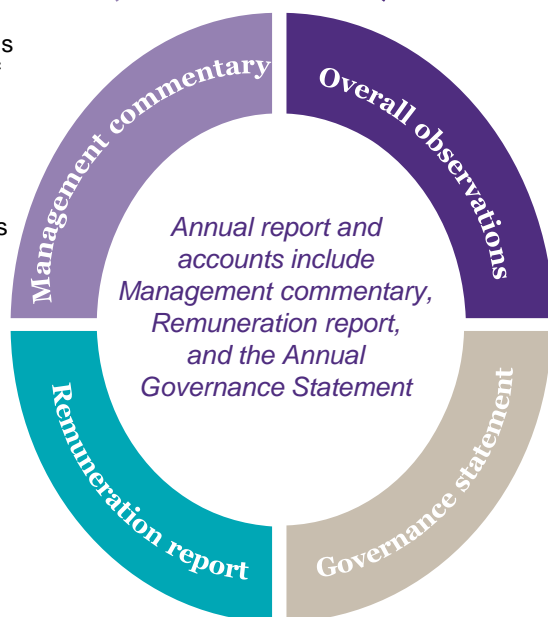 Management commentary
Overall observations
Annual report and
accounts include
Management commentary,
Remuneration report,
and the Annual
Governance Statement
Remuneration report
Governance statement